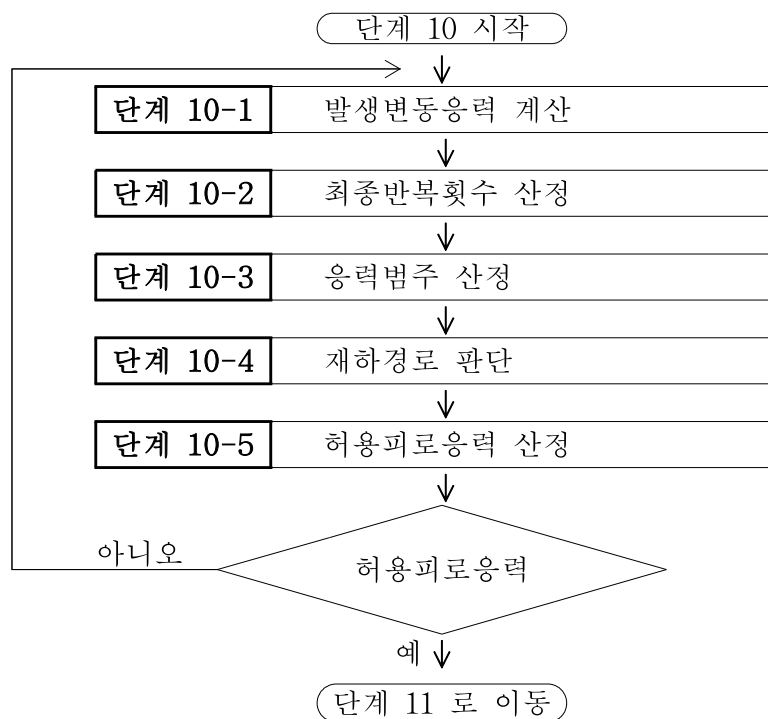 단계 10 시작
단계 10-1 발생변동응력 계산
단계 10-2 최종반복횟수 산정
단계 10-3 응력범주 산정
단계 10-4 재하경로 판단
단계 10-5 허용피로응력 산정
아니오
허용피로응력
예
단계 11 로 이동